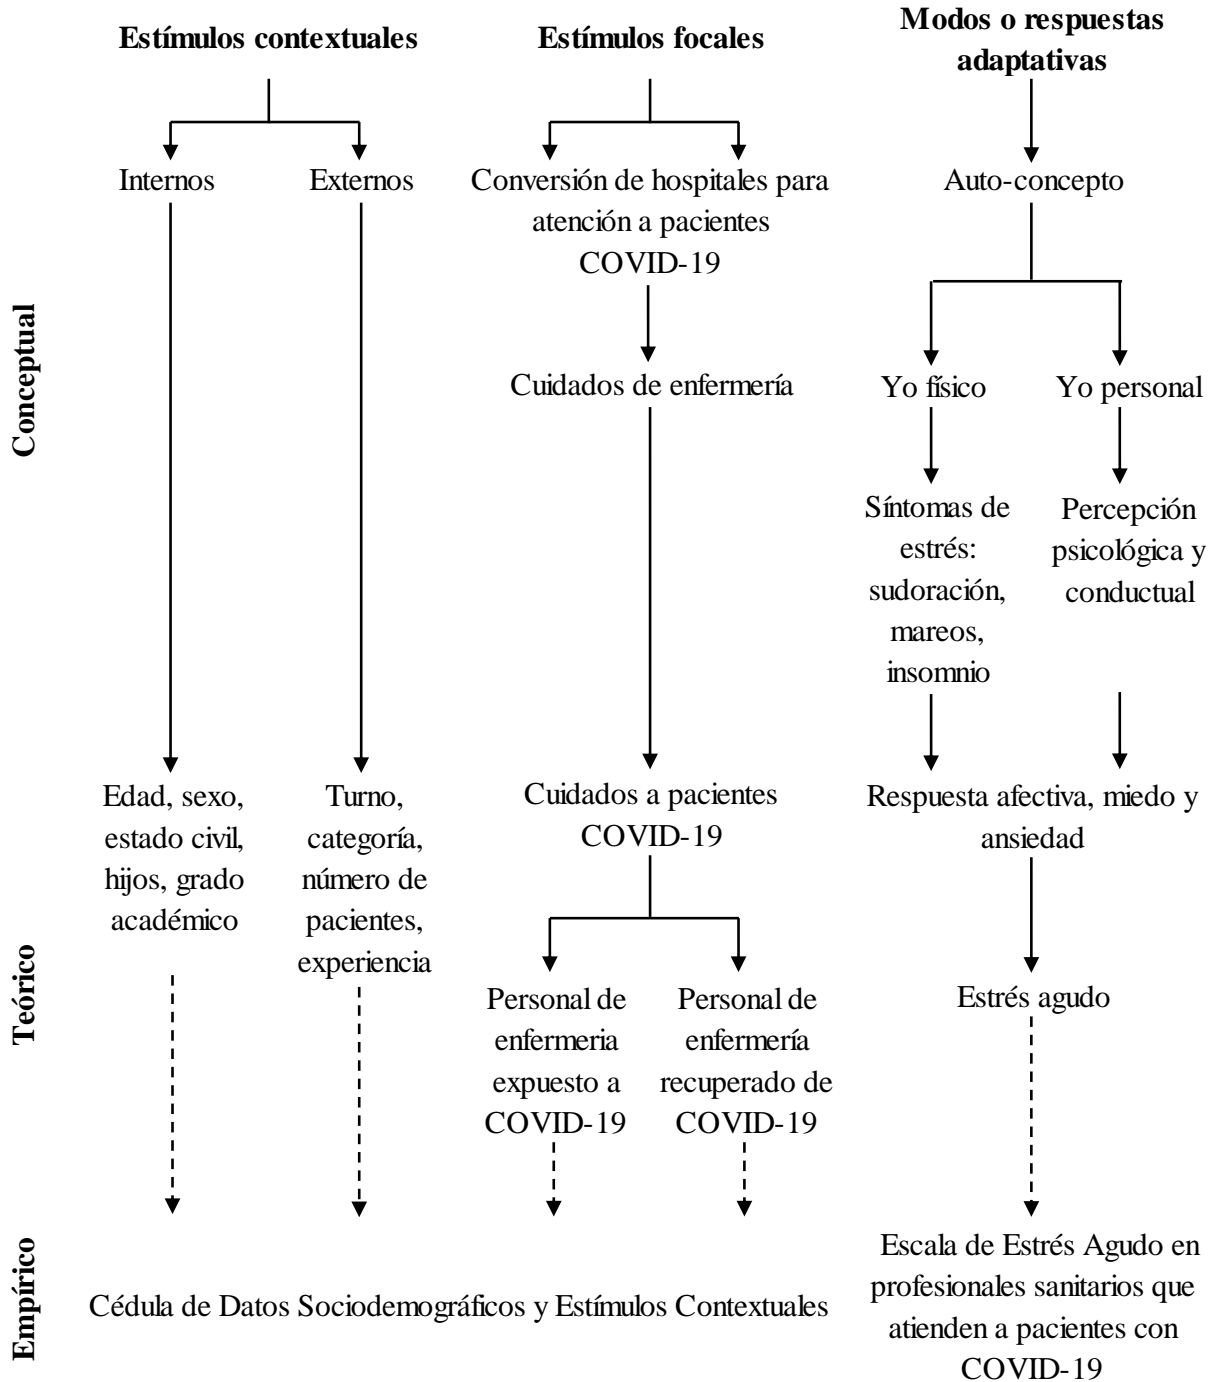 Estímulos contextuales
Estímulos focales
Modos o respuestas
adaptativas
Internos
Externos
Conversión de hospitales para
atención a pacientes
COVID-19
Auto-concepto
Conceptual
Cuidados de enfermería
Yo físico
Yo personal
Síntomas de
estrés:
sudoración,
mareos,
insomnio
Percepción
psicológica y
conductual
Edad, sexo,
estado civil,
hijos, grado
académico
Turno,
categoría,
número de
pacientes,
experiencia
Cuidados a pacientes
COVID-19
Respuesta afectiva, miedo y
ansiedad
Teórico
Personal de
enfermeria
expuesto a
COVID-19
Personal de
enfermería
recuperado de
COVID-19
Estrés agudo
Empírico
Cédula de Datos Sociodemográficos y Estímulos Contextuales
Escala de Estrés Agudo en
profesionales sanitarios que
atienden a pacientes con
COVID-19